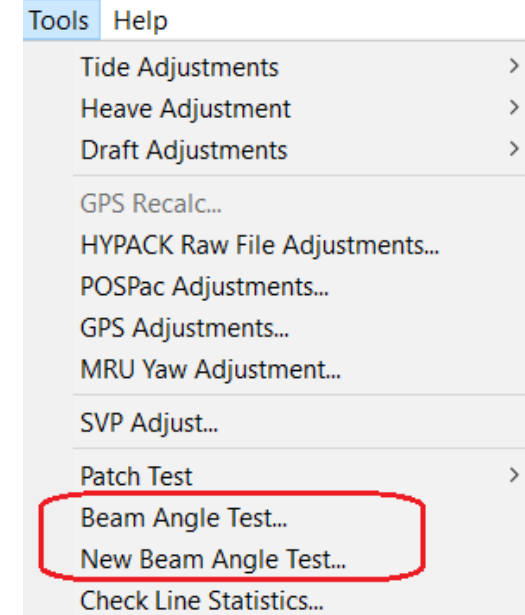 Tools Help
Tide Adjustments
Heave Adjustment
Draft Adjustments
GPS Recalc...
HYPACK Raw File Adjustments...
POSPac Adjustments...
GPS Adjustments...
MRU Yaw Adjustment...
SVP Adjust...
Patch Test
Beam Angle Test...
New Beam Angle Test...
Check Line Statistics...